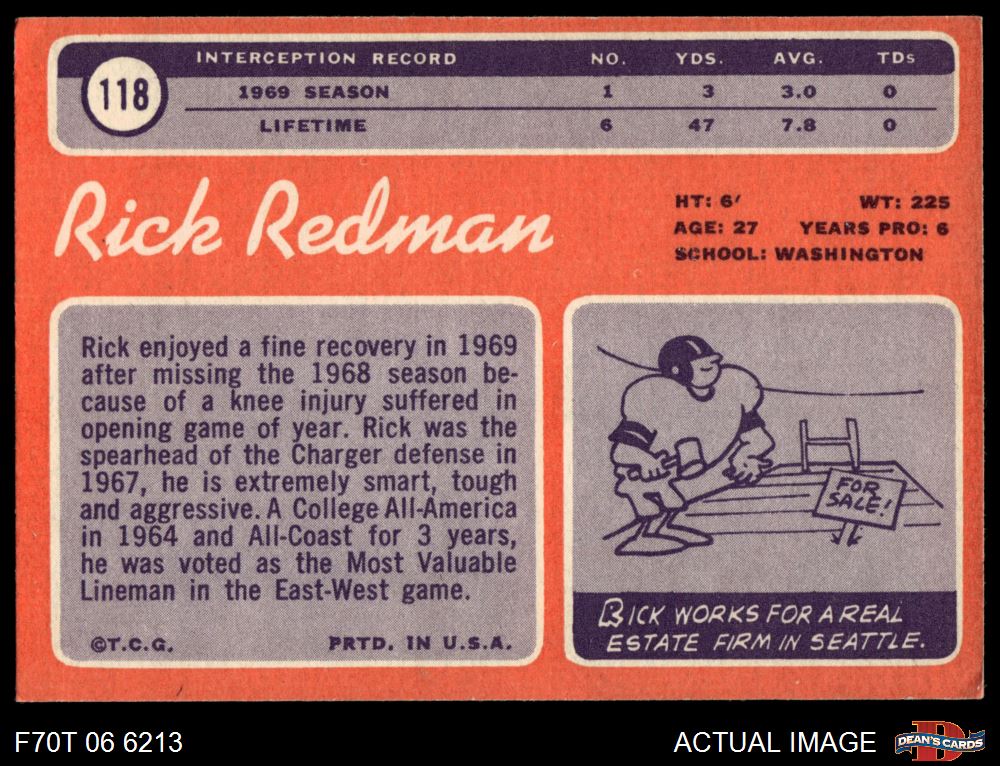 INTERCEPTION RECORD NO. YDS. AVG. TDs
118
1969 SEASON 1 3 3.0 0
LIFETIME 6 47 7.8 0
Rick Redman
HT: 6' WT: 225
AGE: 27 YEARS PRO: 6
SCHOOL: WASHINGTON
Rick enjoyed a fine recovery in 1969
after missing the 1968 season be-
cause of a knee injury suffered in
opening game of year. Rick was the
spearhead of the Charger defense in
1967, he is extremely smart, tough
and aggressive. A College All-America
in 1964 and All-Coast for 3 years,
he was voted as the Most Valuable
Lineman in the East-West game.
©T.C.G. PRTD. IN U.S.A.
FOR
SALE!
RICK WORKS FOR A REAL
ESTATE FIRM IN SEATTLE.
F70T 06 6213
ACTUAL IMAGE
DEAN'S CARDS